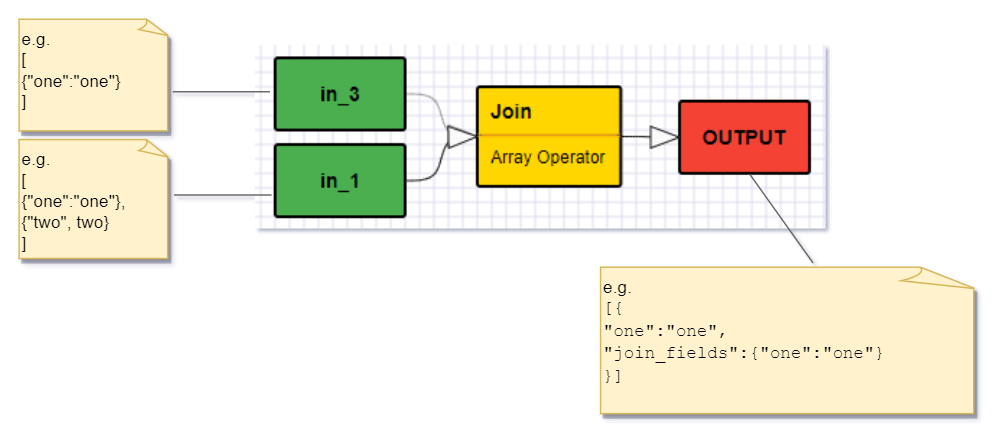 e.g.
[
{"one":"one"}
]
e.g.
[
{"one":"one"},
{"two", two}
]
in_3
in_1
Join
Array Operator
OUTPUT
e.g.
[{
"one":"one",
"join_fields":{"one":"one"}
}]